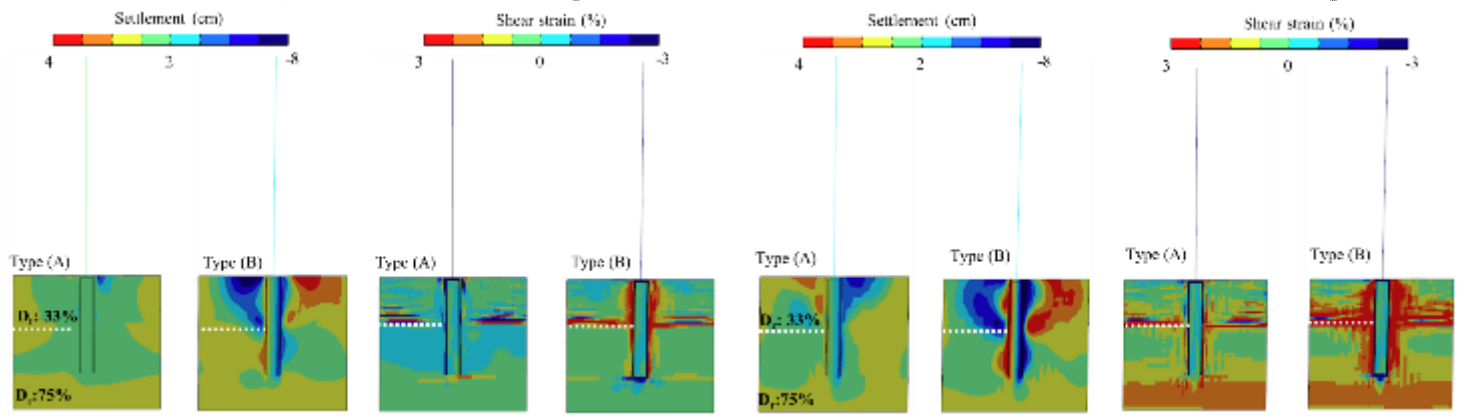 Settlement (cm)
4 2 -8
Shear strain (%)
3 0 -3
Settlement (cm)
4 2 -8
Shear strain (%)
3 0 -3
Type (A)
Type (B)
Type (A)
Type (B)
Type (A)
Type (B)
Type (A)
Type (B)
Dr: 33%
Dr:75%
Dr: 33%
Dr:75%